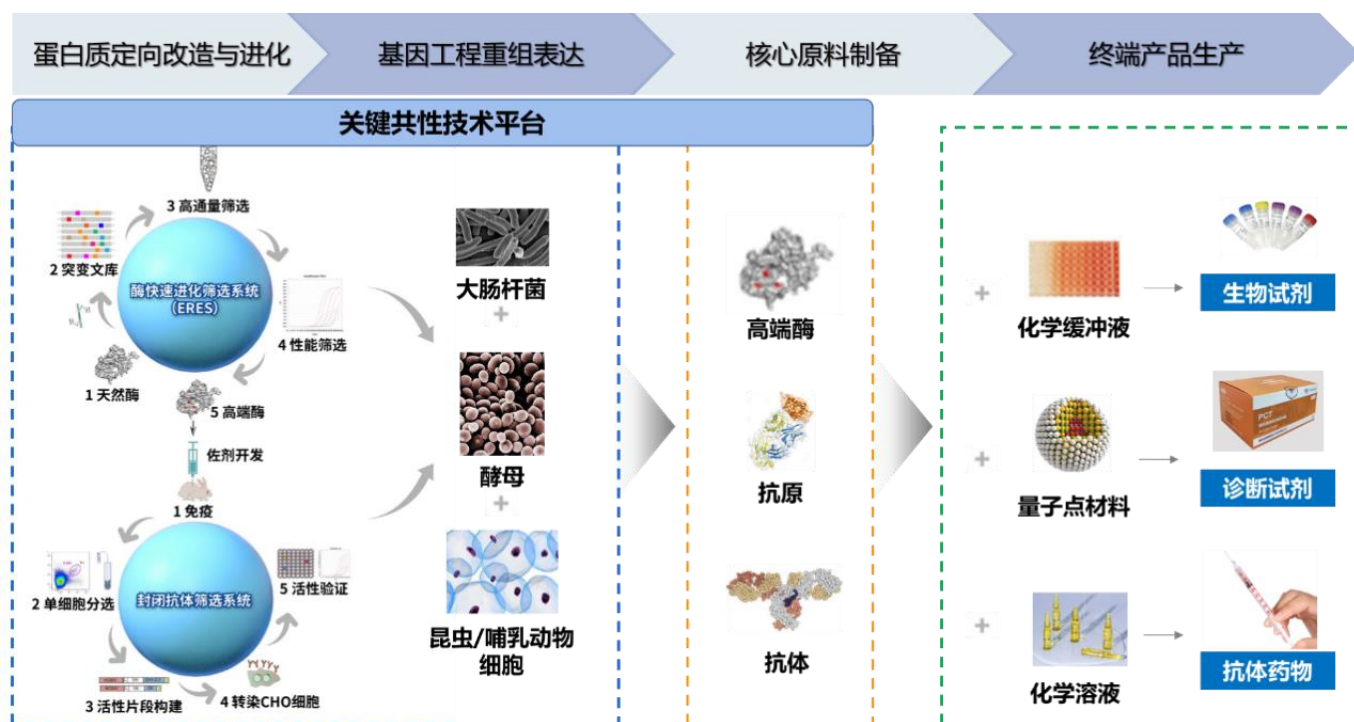 蛋白质定向改造与进化
基因工程重组表达
核心原料制备
终端产品生产
关键共性技术平台
3 高通量筛选
2 突变文库
酶快速进化筛选系统
（ERES）
4 性能筛选
1 天然酶
5 高端酶
佐剂开发
1 免疫
2 单细胞分选
封闭抗体筛选系统
5 活性验证
3 活性片段构建
4 转染CHO细胞
大肠杆菌
+
酵母
+
昆虫/哺乳动物
细胞
高端酶
抗原
抗体
+
化学缓冲液
生物试剂
+
量子点材料
PCT
诊断试剂
+
化学溶液
抗体药物